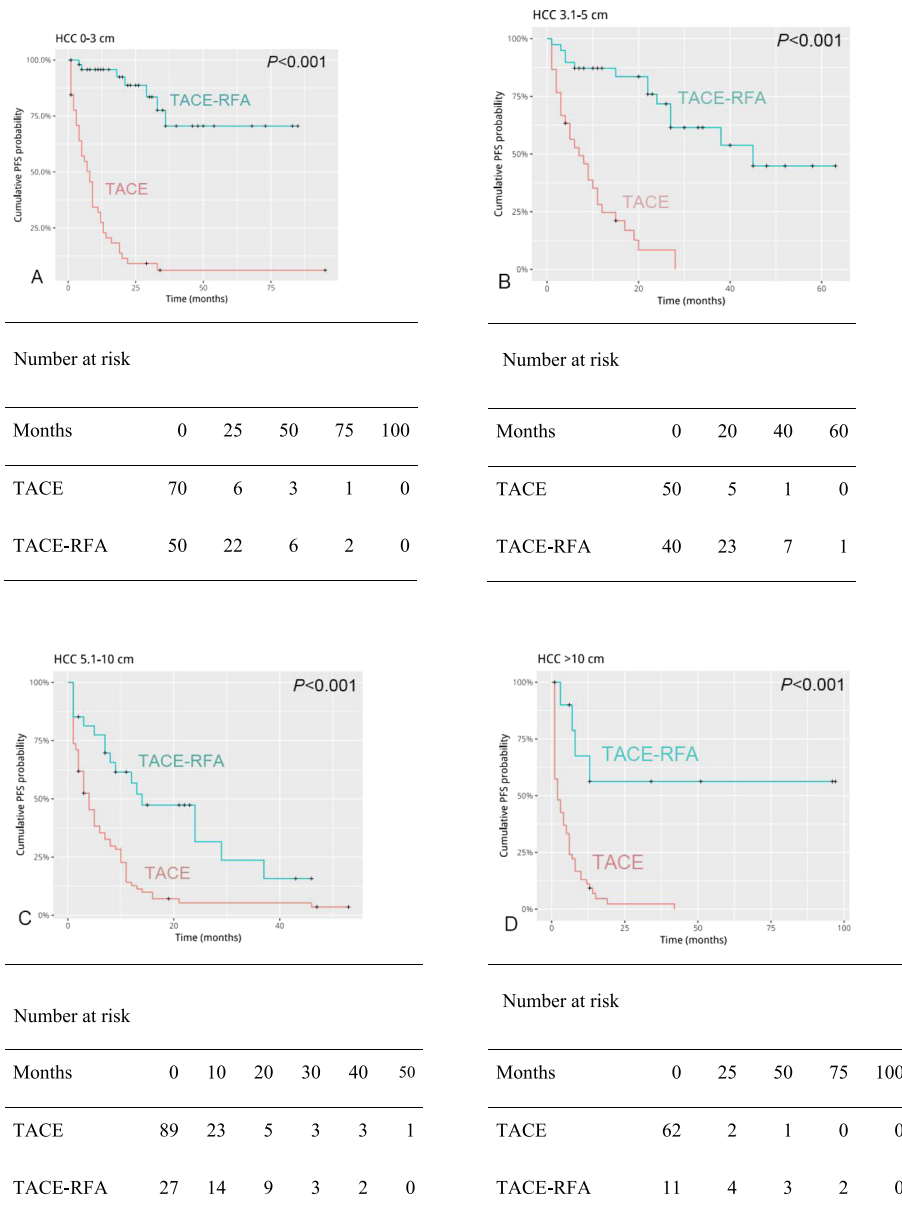 HCC 0-3 cm
P<0.001
100.0%
75.0%
50.0%
25.0%
Cumulative PFS probability
TACE-RFA
TACE
A
0 25 50 75
Time (months)
Number at risk
Months 0 25 50 75 100
TACE 70 6 3 1 0
TACE-RFA 50 22 6 2 0
HCC 3.1-5 cm
P<0.001
100%
75%
50%
25%
0%
Cumulative PFS probability
TACE-RFA
TACE
B
0 20 40 60
Time (months)
Number at risk
Months 0 20 40 60
TACE 50 5 1 0
TACE-RFA 40 23 7 1
HCC 5.1-10 cm
P<0.001
100%
75%
50%
25%
0%
Cumulative PFS probability
TACE-RFA
TACE
C
0 20 40
Time (months)
Number at risk
Months 0 10 20 30 40 50
TACE 89 23 5 3 3 1
TACE-RFA 27 14 9 3 2 0
HCC >10 cm
P<0.001
100%
75%
50%
25%
0%
Cumulative PFS probability
TACE-RFA
TACE
D
0 25 50 75 100
Time (months)
Number at risk
Months 0 25 50 75 100
TACE 62 2 1 0 0
TACE-RFA 11 4 3 2 0